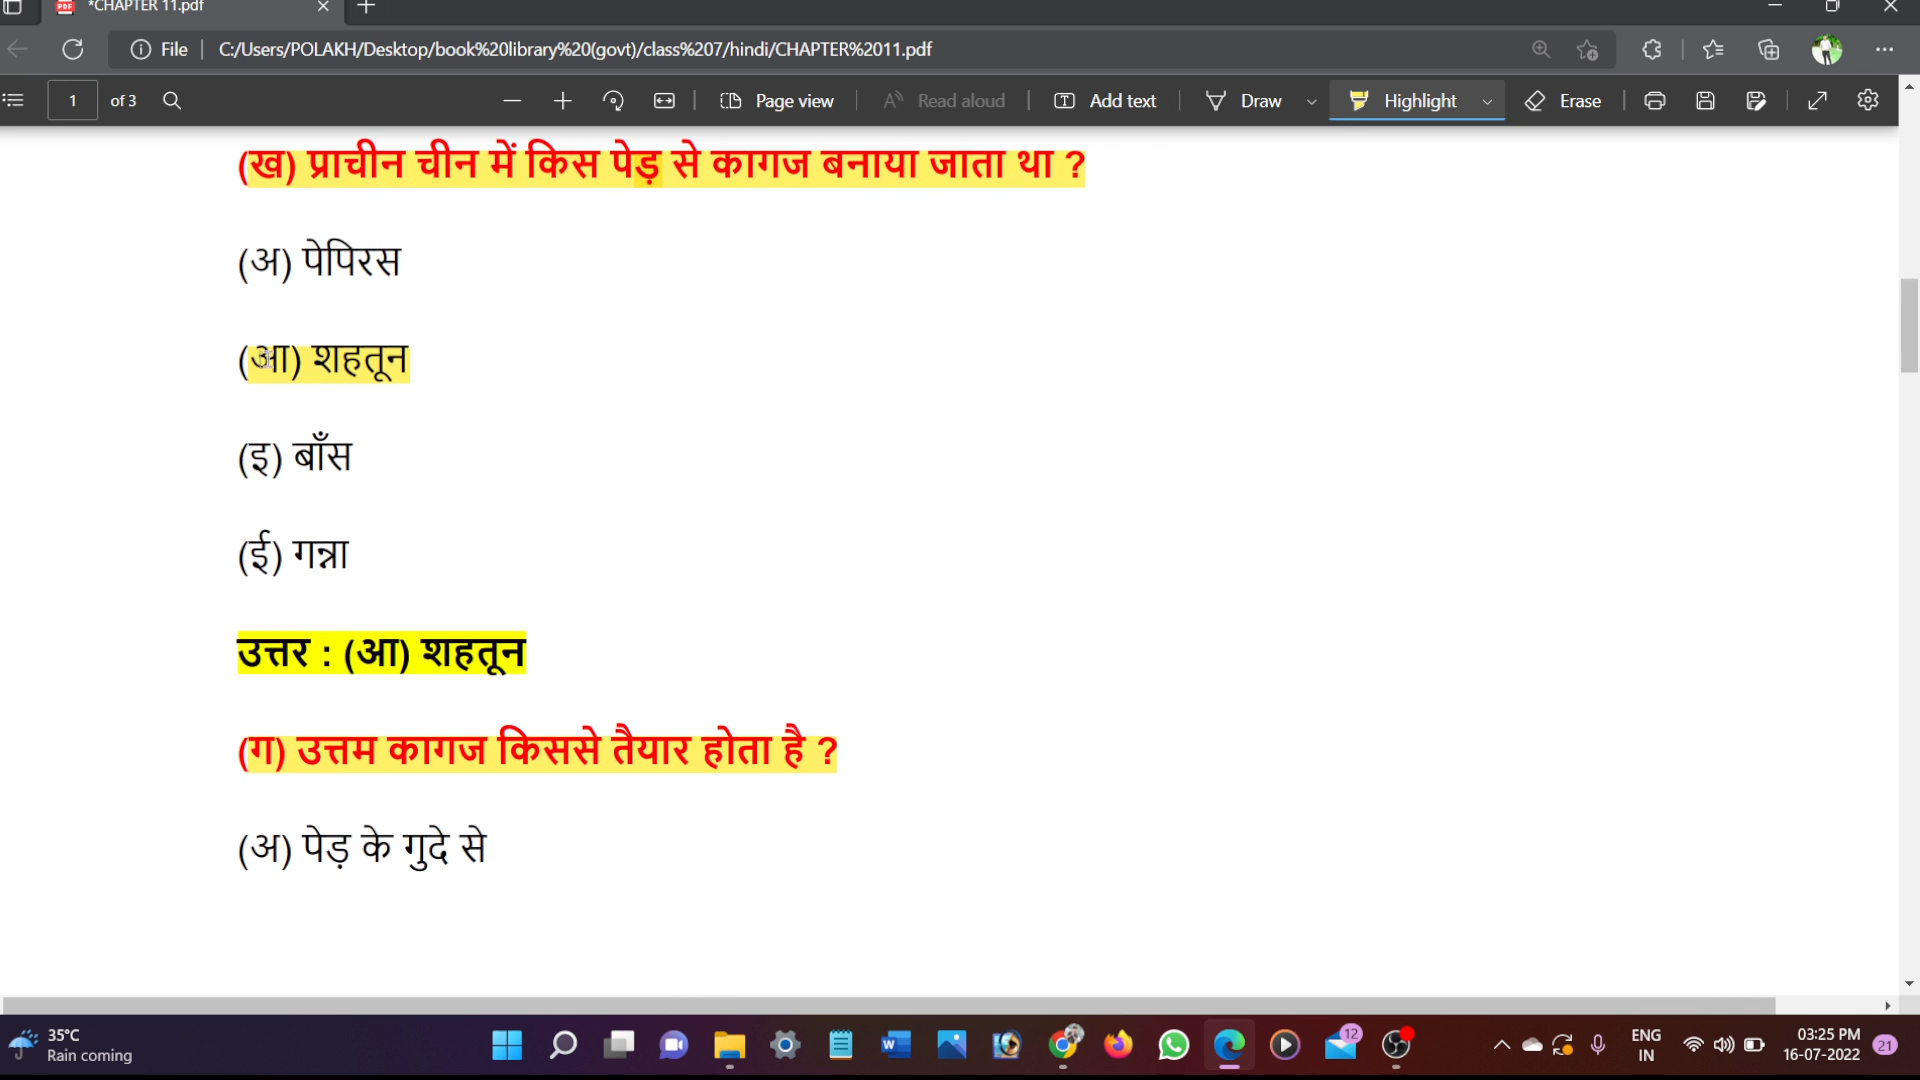 *CHAPTER 11.pdf
File C:/Users/POLAKH/Desktop/book%20library%20(govt)/class%207/hindi/CHAPTER%2011.pdf
1 of 3 Page view Read aloud Add text Draw Highlight Erase
(ख) प्राचीन चीन में किस पेड़ से कागज बनाया जाता था ?
(अ) पेपिरस
(आ) शहतून
(इ) बाँस
(ई) गन्ना
उत्तर : (आ) शहतून
(ग) उत्तम कागज किससे तैयार होता है ?
(अ) पेड़ के गुदे से
35°C
Rain coming
12
ENG
IN
03:25 PM
16-07-2022
21